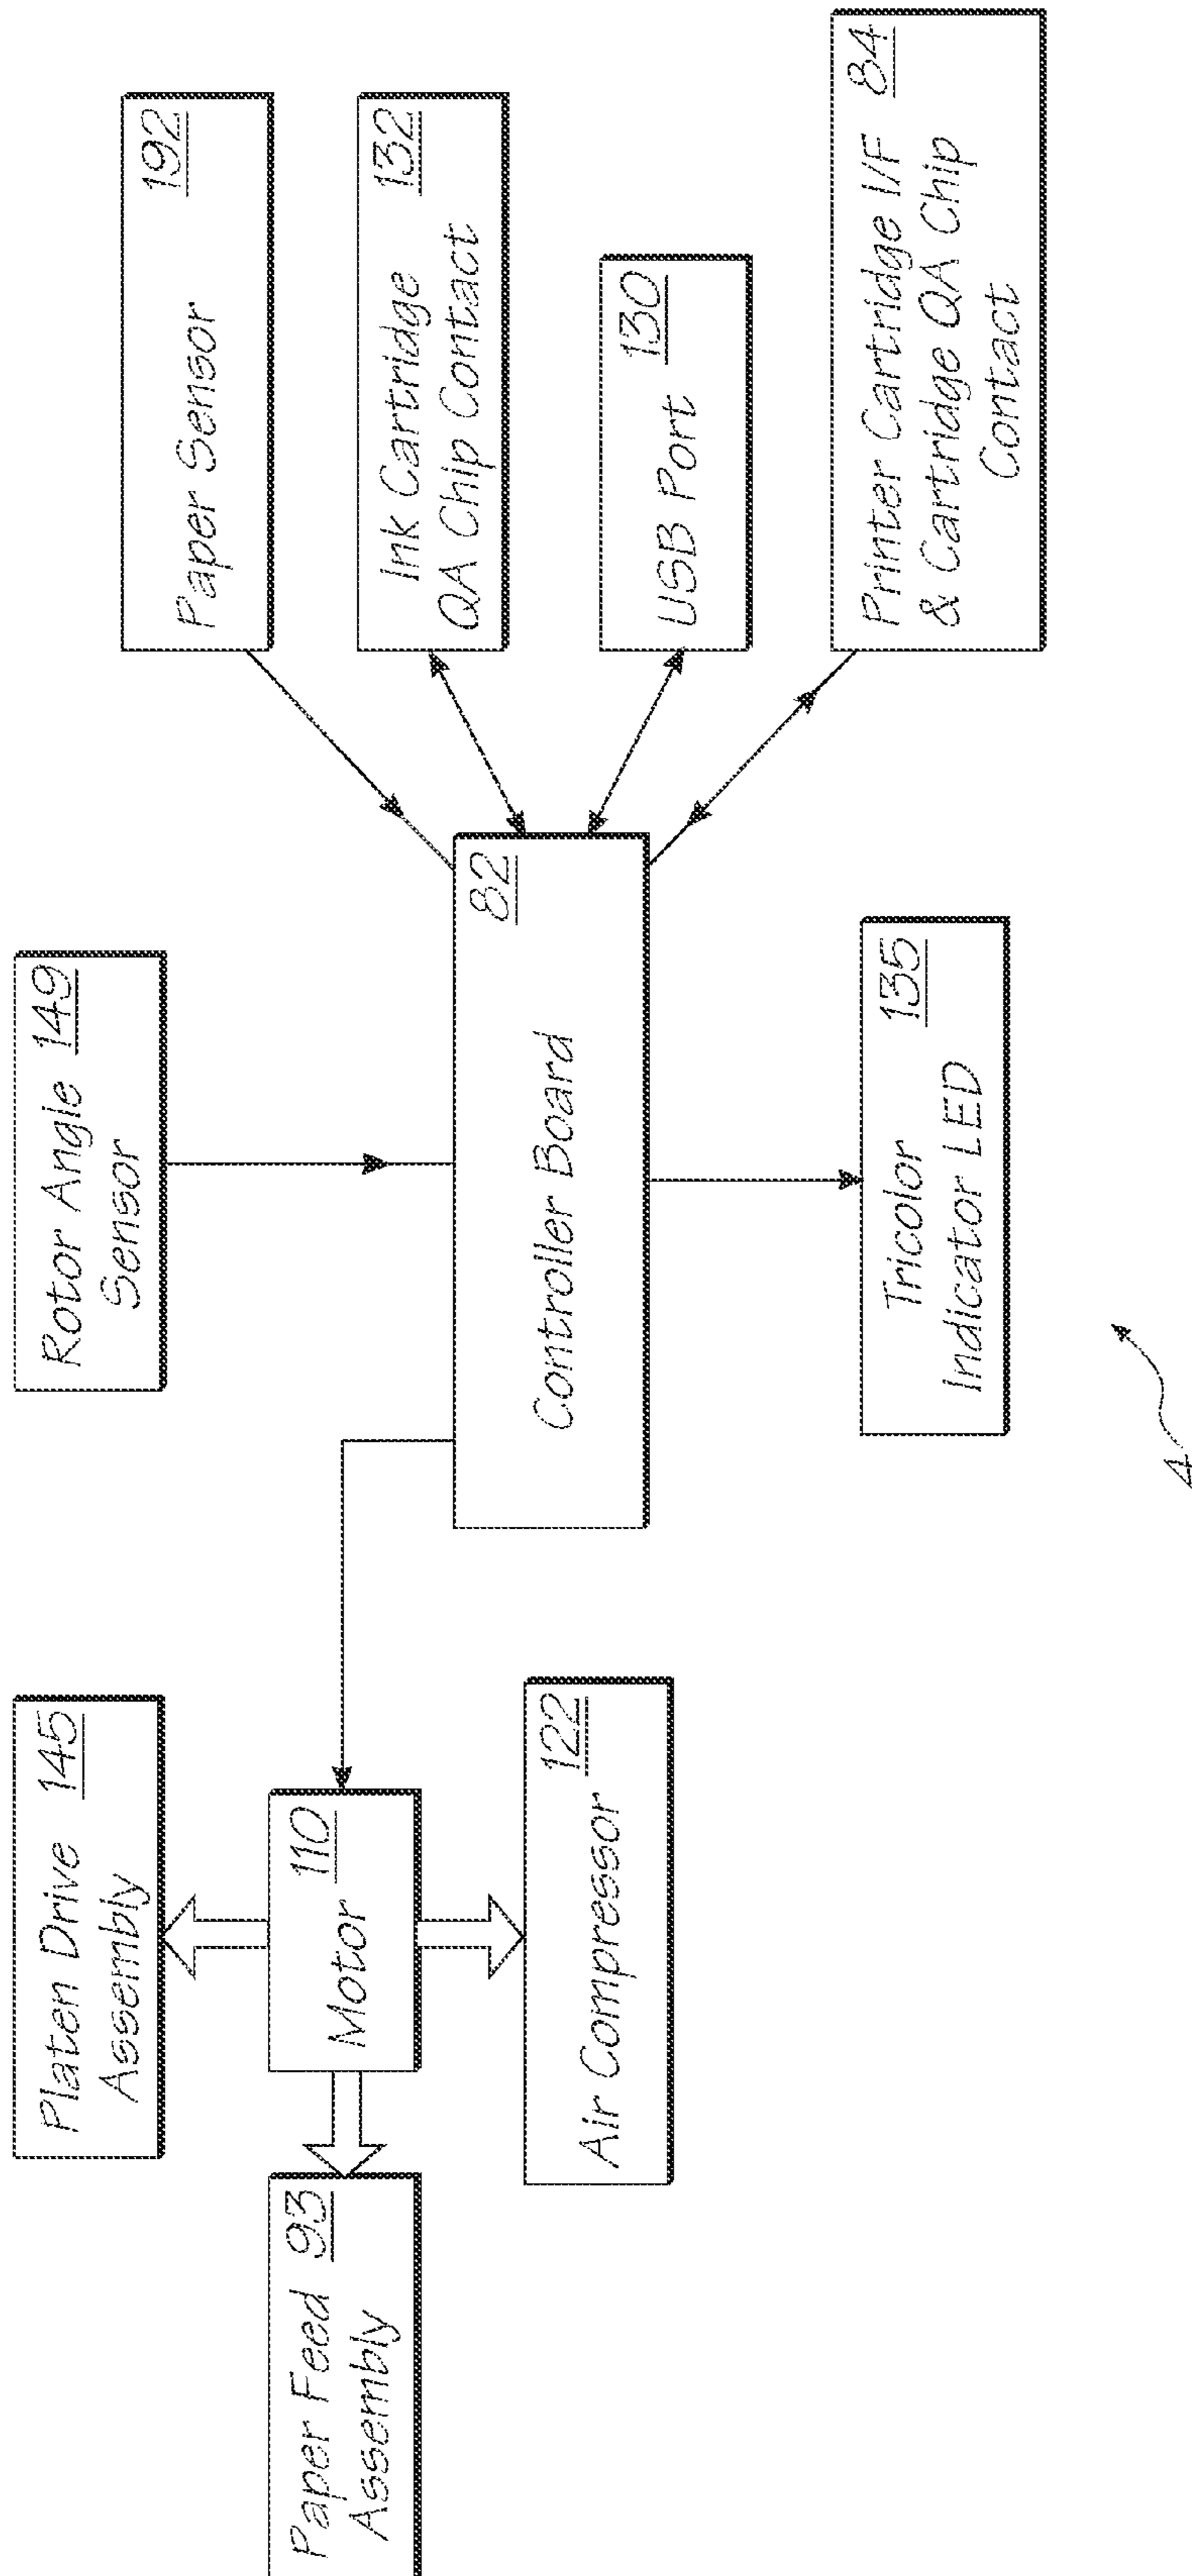 Paper Feed 93
Assembly
Platen Drive 145
Assembly
Motor 110
Air Compressor 122
Rotor Angle 149
Sensor
Controller Board 82
Tricolor 135
Indicator LED
Paper Sensor 192
Ink Cartridge 132
QA Chip Contact
USB Port 130
Printer Cartridge I/F 84
& Cartridge QA Chip
Contact
4